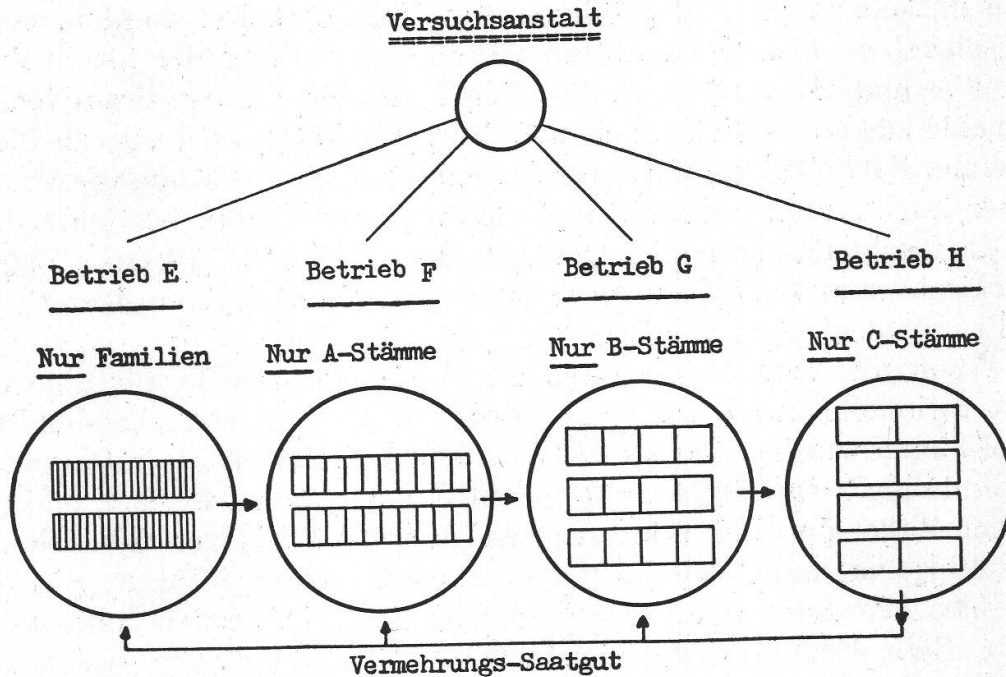 Versuchsanstalt
Betrieb E
Betrieb F
Betrieb G
Betrieb H
Nur Familien
Nur A-Stämme
Nur B-Stämme
Nur C-Stämme
Vermehrungs-Saatgut